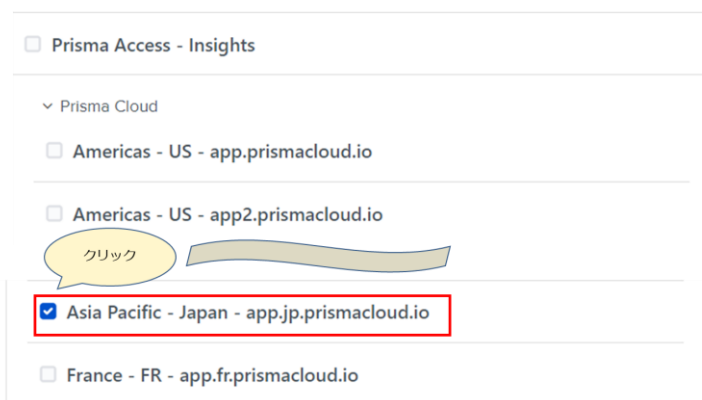 Prisma Access - Insights
Prisma Cloud
Americas - US - app.prismacloud.io
Americas - US - app2.prismacloud.io
クリック
Asia Pacific - Japan - app.jp.prismacloud.io
France - FR - app.fr.prismacloud.io